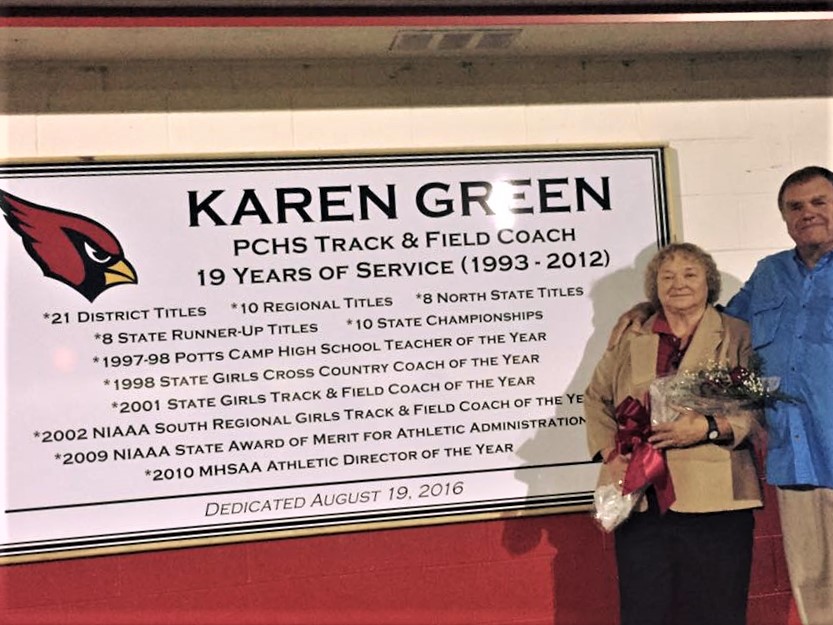 KAREN GREEN
PCHS TRACK & FIELD COACH
19 YEARS OF SERVICE (1993 - 2012)
*21 DISTRICT TITLES *10 REGIONAL TITLES *8 NORTH STATE TITLES
*8 STATE RUNNER-UP TITLES *10 STATE CHAMPIONSHIPS
*1997-98 POTTS CAMP HIGH SCHOOL TEACHER OF THE YEAR
*1998 STATE GIRLS CROSS COUNTRY COACH OF THE YEAR
*2001 STATE GIRLS TRACK & FIELD COACH OF THE YEAR
*2002 NIAAA SOUTH REGIONAL GIRLS TRACK & FIELD COACH OF THE YE
*2009 NIAAA STATE AWARD OF MERIT FOR ATHLETIC ADMINISTRATION
*2010 MHSAA ATHLETIC DIRECTOR OF THE YEAR
DEDICATED AUGUST 19, 2016